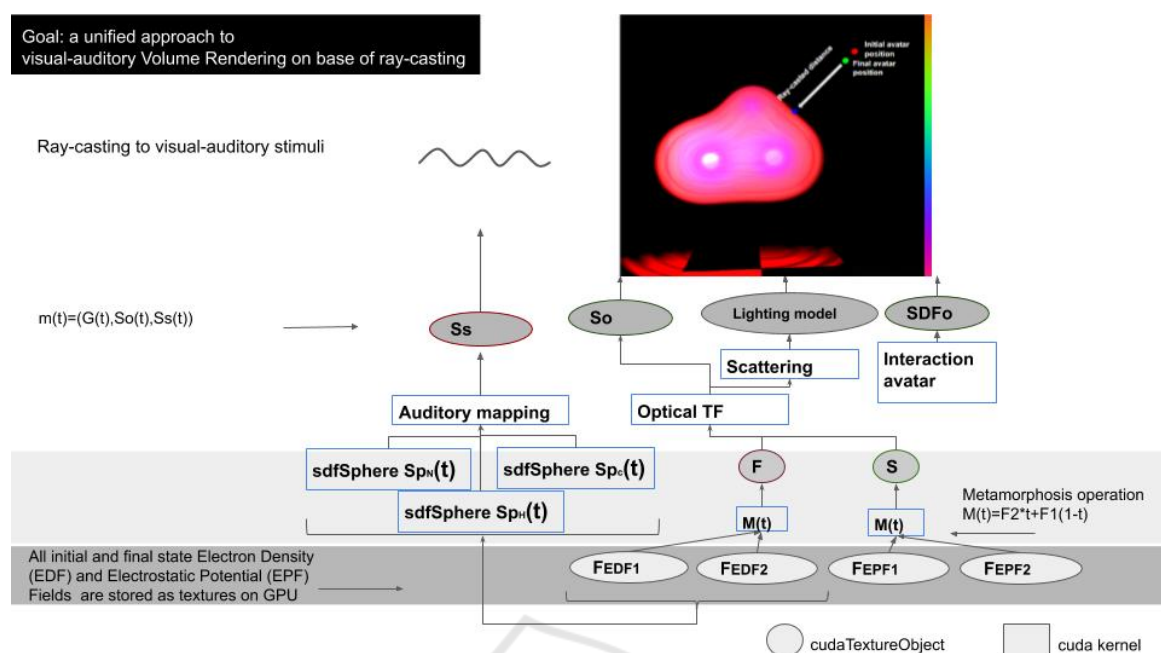 Goal: a unified approach to
visual-auditory Volume Rendering on base of ray-casting
Initial avatar
position
Final avatar
position
Ray-casted distance
Ray-casting to visual-auditory stimuli
m(t)=(G(t),So(t),Ss(t))
Ss
So
Lighting model
SDFo
Scattering
Interaction
avatar
Auditory mapping
Optical TF
sdfSphere SpN(t)
sdfSphere Spc(t)
F
S
sdfSphere SpH(t)
M(t)
M(t)
Metamorphosis operation
M(t)=F2*t+F1(1-t)
All initial and final state Electron Density
(EDF) and Electrostatic Potential (EPF)
Fields are stored as textures on GPU
FEDF1
FEDF2
FEPF1
FEPF2
cudaTextureObject
cuda kernel